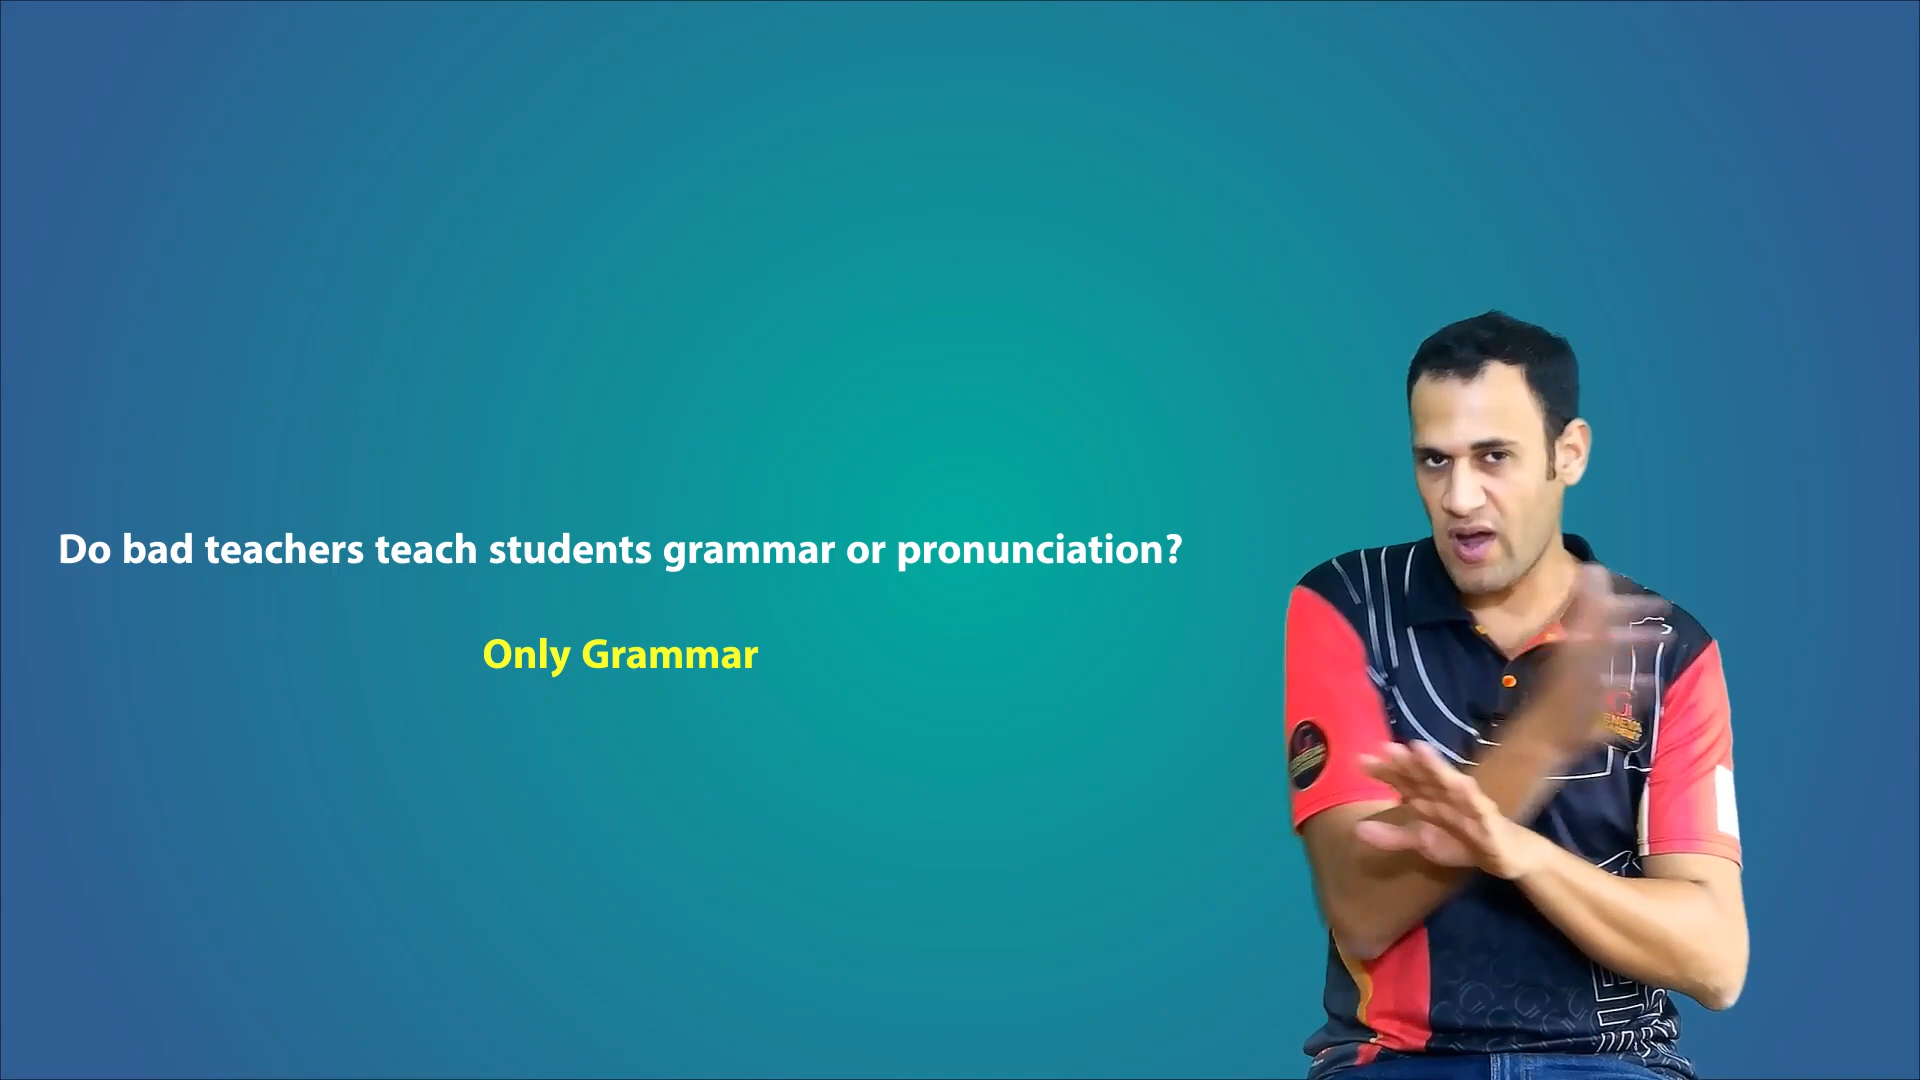 Do bad teachers teach students grammar or pronunciation?
Only Grammar